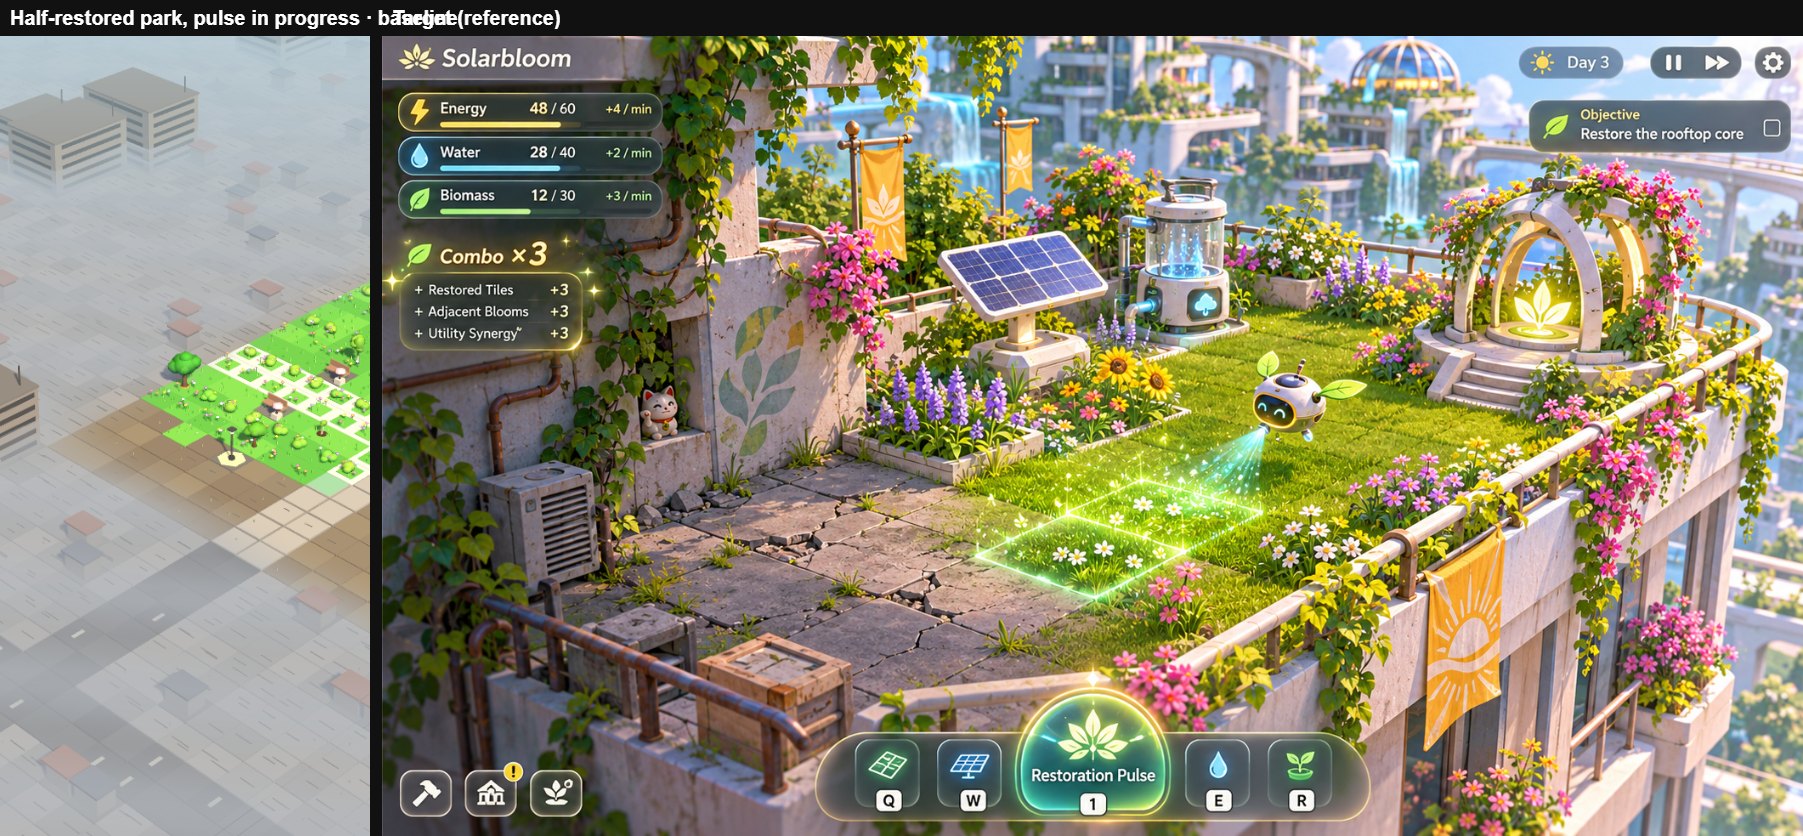 Half-restored park, pulse in progress · baseline
Target (reference)
Solarbloom
Energy 48 / 60 +4 / min
Water 28 / 40 +2 / min
Biomass 12 / 30 +3 / min
Combo ×3
+ Restored Tiles +3
+ Adjacent Blooms +3
+ Utility Synergy +3
Day 3
Objective
Restore the rooftop core
!
Restoration Pulse
Q W 1 E R